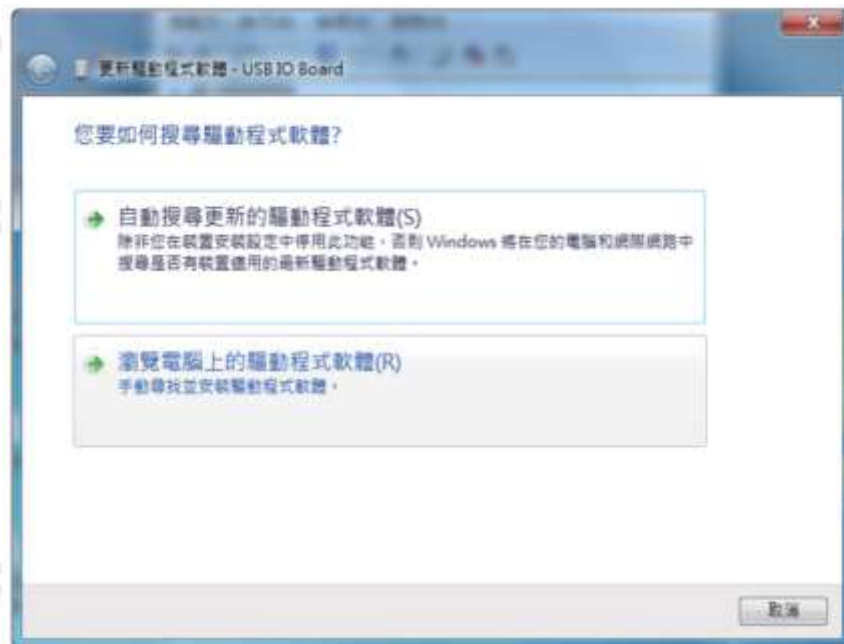 更新驅動程式軟體 - USB IO Board
您要如何搜尋驅動程式軟體?
自動搜尋更新的驅動程式軟體(S)
除非您在裝置安裝設定中停用此功能，否則 Windows 將在您的電腦和網際網路中
搜尋是否有裝置適用的最新驅動程式軟體。
瀏覽電腦上的驅動程式軟體(R)
手動尋找並安裝驅動程式軟體。
取消